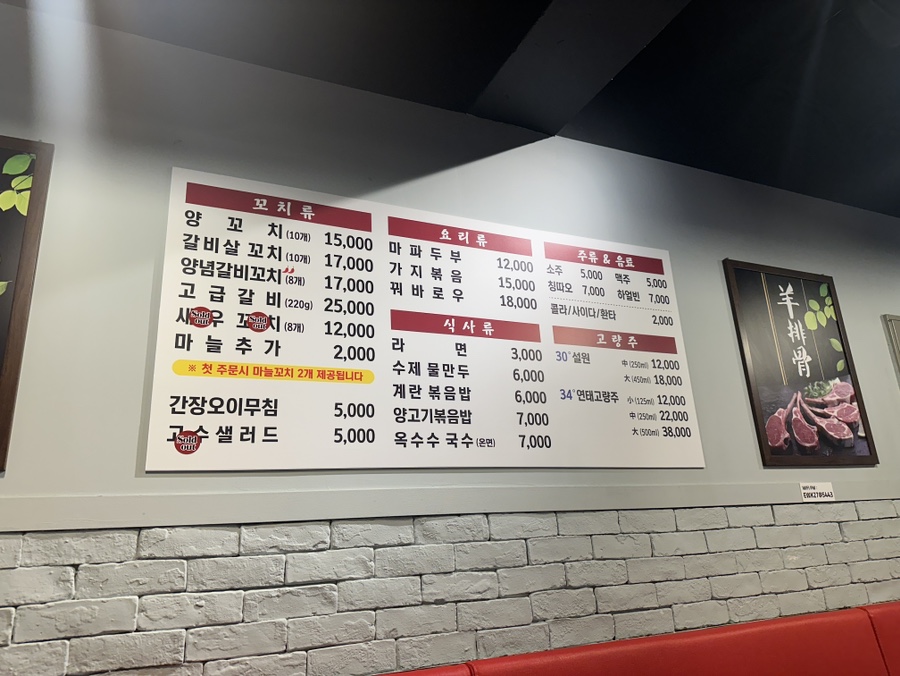 꼬치류
양 꼬 치 (10개) 15,000
갈비살 꼬치 (10개) 17,000
양념갈비꼬치 (8개) 17,000
고 급 갈 비 (220g) 25,000
새우 꼬치 (8개) 12,000
Sold out
Sold out
마 늘 추 가 2,000
※ 첫 주문시 마늘꼬치 2개 제공됩니다
간장오이무침 5,000
고수샐러드 5,000
Sold out
요리류
마 파 두 부 12,000
가 지 볶 음 15,000
꿔 바 로 우 18,000
식사류
라 면 3,000
수제 물만두 6,000
계란 볶음밥 6,000
양고기볶음밥 7,000
옥수수 국수 (온면) 7,000
주류 & 음료
소주 5,000 맥주 5,000
칭따오 7,000 하얼빈 7,000
콜라/사이다/환타 2,000
고량주
30°설원 中 (250ml) 12,000
大 (450ml) 18,000
34°연태고량주 小 (125ml) 12,000
中 (250ml) 22,000
大 (500ml) 38,000
羊排骨